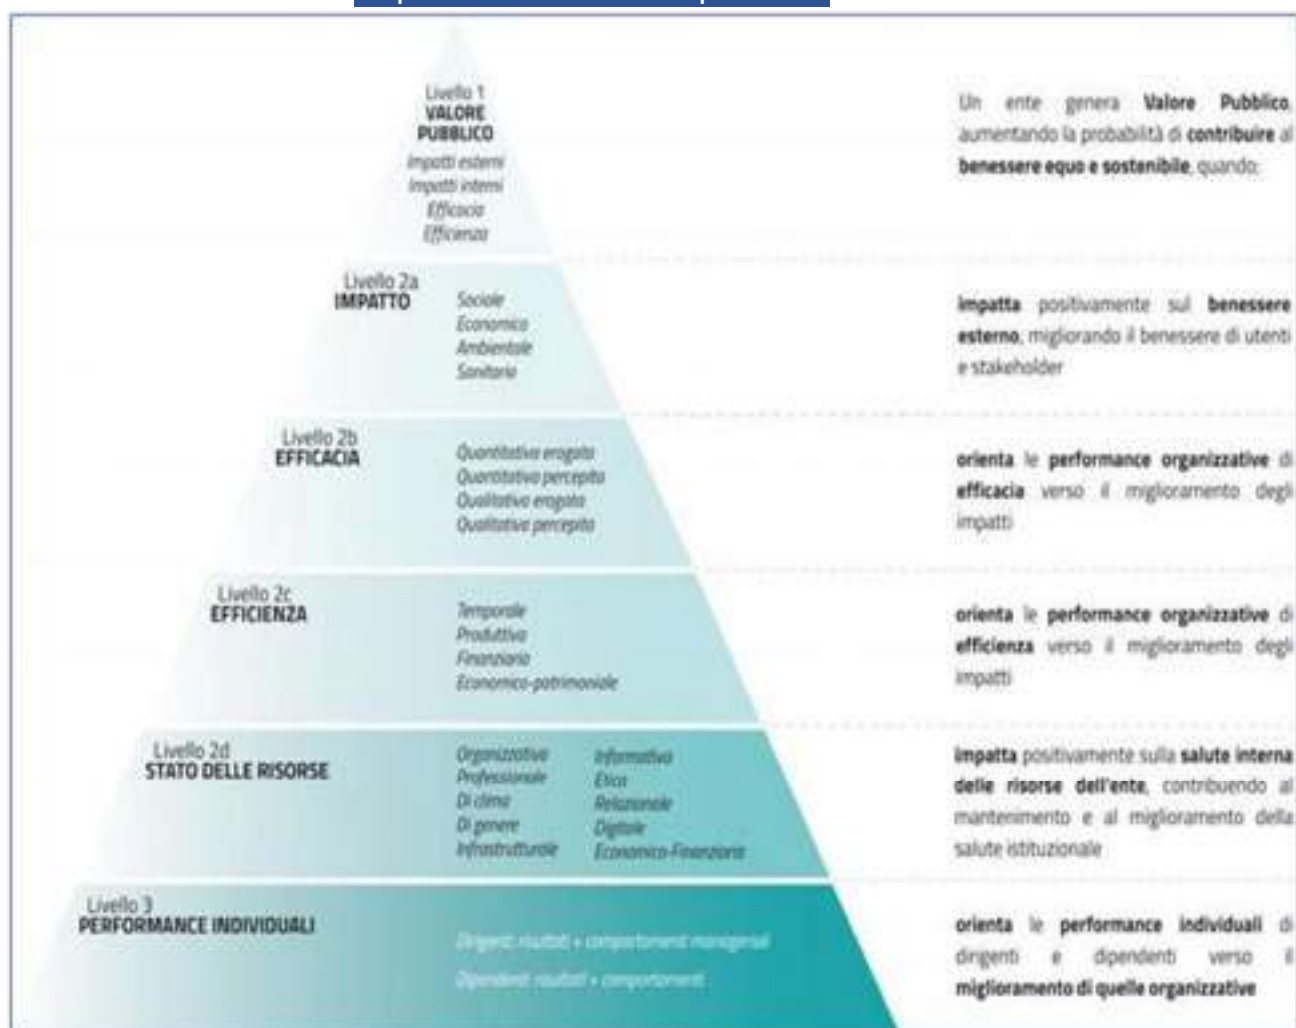 Livello 1
VALORE
PUBBLICO
Impatti esterni
Impatti interni
Efficacia
Efficienza
Un ente genera Valore Pubblico,
aumentando la probabilità di contribuire al
benessere equo e sostenibile, quando:
Livello 2a
IMPATTO
Sociale
Economico
Ambientale
Sanitario
impatta positivamente sul benessere
esterno, migliorando il benessere di utenti
e stakeholder
Livello 2b
EFFICACIA
Quantitativa erogata
Quantitativa percepita
Qualitativa erogata
Qualitativa percepita
orienta le performance organizzative di
efficacia verso il miglioramento degli
impatti
Livello 2c
EFFICIENZA
Temporale
Produttiva
Finanziaria
Economico-patrimoniale
orienta le performance organizzative di
efficienza verso il miglioramento degli
impatti
Livello 2d
STATO DELLE RISORSE
Organizzativa
Professionale
Di clima
Di genere
Infrastrutturale
Informativa
Etica
Relazionale
Digitale
Economico-Finanziaria
impatta positivamente sulla salute interna
delle risorse dell'ente, contribuendo al
mantenimento e al miglioramento della
salute istituzionale
Livello 3
PERFORMANCE INDIVIDUALI
Dirigenti: risultati + comportamenti manageriali
Dipendenti: risultati + comportamenti
orienta le performance individuali di
dirigenti e dipendenti verso il
miglioramento di quelle organizzative